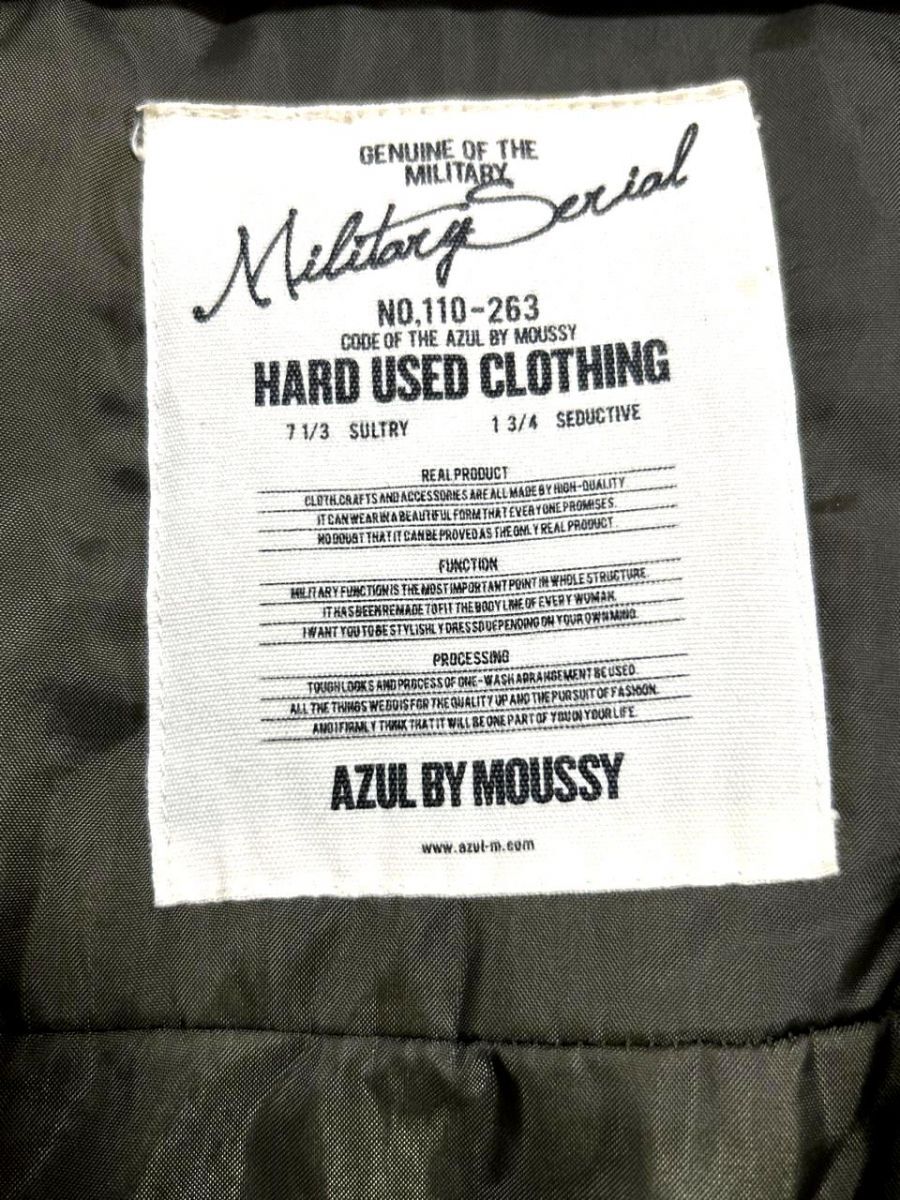 GENUINE OF THE
MILITARY
Military Serial
NO,110-263
CODE OF THE AZUL BY MOUSSY
HARD USED CLOTHING
7 1/3 SULTRY 1 3/4 SEDUCTIVE
REAL PRODUCT
CLOTH.CRAFTS AND ACCESSORIES ARE ALL MADE BY HIGH-QUALITY
IT CAN WEAR IN A BEAUTIFUL FORM THAT EVERYONE PROMISES.
NO DOUBT THAT IT CAN BE PROVED AS THE ONLY REAL PRODUCT
FUNCTION
MILITARY FUNCTION IS THE MOST IMPORTANT POINT IN WHOLE STRUCTURE.
IT HAS BEEN REMADE TO FIT THE BODY LINE OF EVERY WOMAN.
I WANT YOU TO BE STYLISHLY DRESSD DEPENDING ON YOUR OWN MIND.
PROCESSING
TOUGH LOOKS AND PROCESS OF ONE-WASH ARRANGEMENT BE USED.
ALL THE THINGS WE DO IS FOR THE QUALITY UP AND THE PURSUIT OF FASHION.
AND I FIRMLY THINK THAT IT WILL BE ONE PART OF YOU IN YOUR LIFE.
AZUL BY MOUSSY
www.azul-m.com